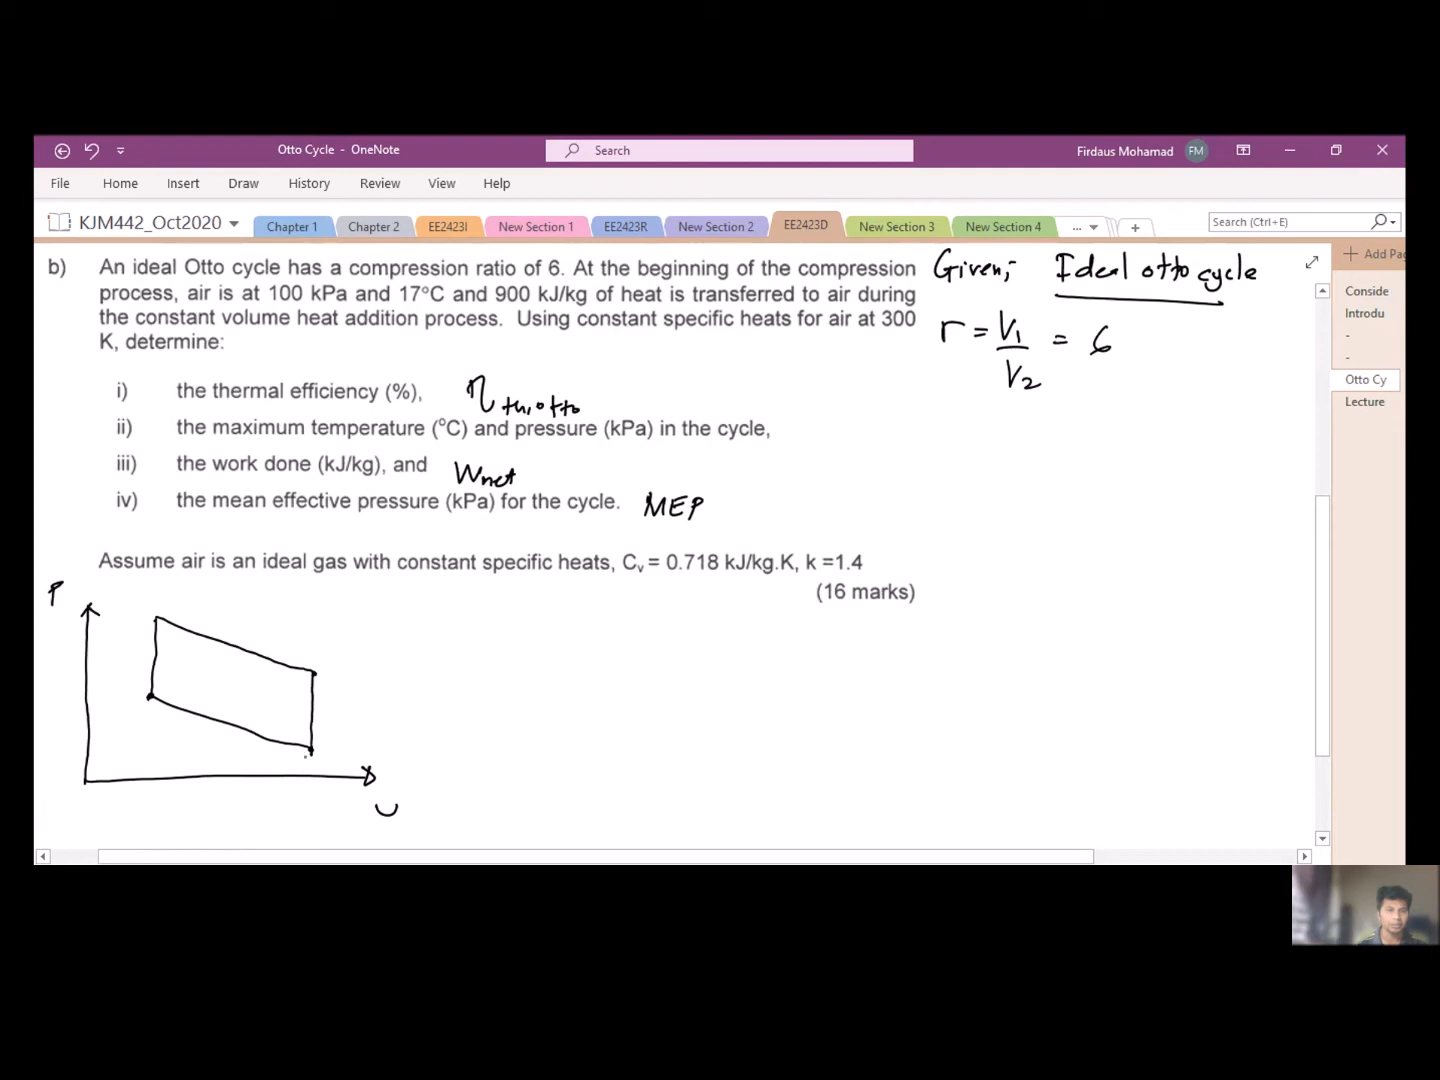 Otto Cycle - OneNote
Search
Firdaus Mohamad FM
File Home Insert Draw History Review View Help
KJM442_Oct2020
Chapter 1 Chapter 2 EE2423I New Section 1 EE2423R New Section 2 EE2423D New Section 3 New Section 4 ...
Search (Ctrl+E)
b) An ideal Otto cycle has a compression ratio of 6. At the beginning of the compression
process, air is at 100 kPa and 17°C and 900 kJ/kg of heat is transferred to air during
the constant volume heat addition process. Using constant specific heats for air at 300
K, determine:
i) the thermal efficiency (%), η th, otto
ii) the maximum temperature (°C) and pressure (kPa) in the cycle,
iii) the work done (kJ/kg), and Wnet
iv) the mean effective pressure (kPa) for the cycle. MEP
Assume air is an ideal gas with constant specific heats, Cv = 0.718 kJ/kg.K, k =1.4
(16 marks)
P
υ
Given; Ideal otto cycle
r = V1 / V2 = 6
Add Pag
Conside
Introdu
-
-
Otto Cy
Lecture